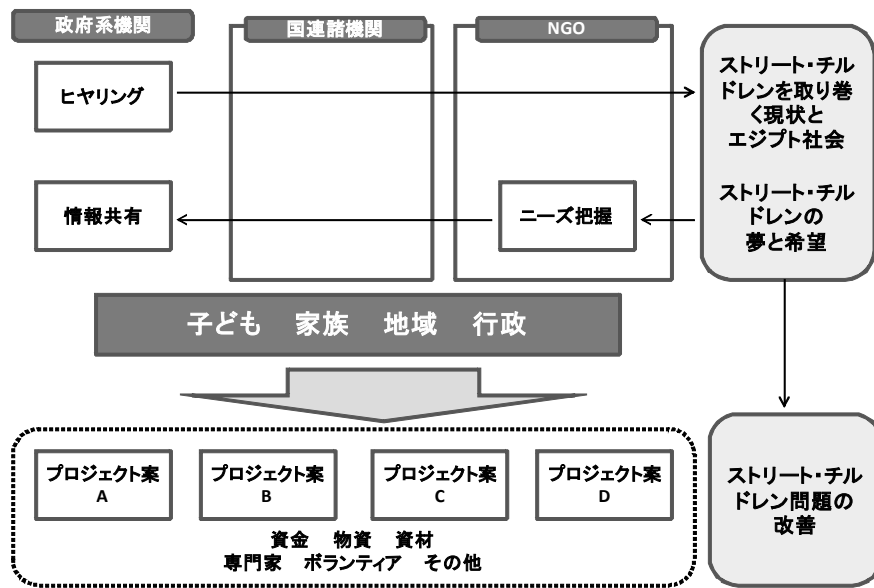 政府系機関
国連諸機関
NGO
ヒヤリング
ストリート・チル
ドレンを取り巻
く現状と
エジプト社会
情報共有
ニーズ把握
ストリート・チル
ドレンの
夢と希望
子ども 家族 地域 行政
プロジェクト案
A
プロジェクト案
B
プロジェクト案
C
プロジェクト案
D
資金 物資 資材
専門家 ボランティア その他
ストリート・チル
ドレン問題の
改善